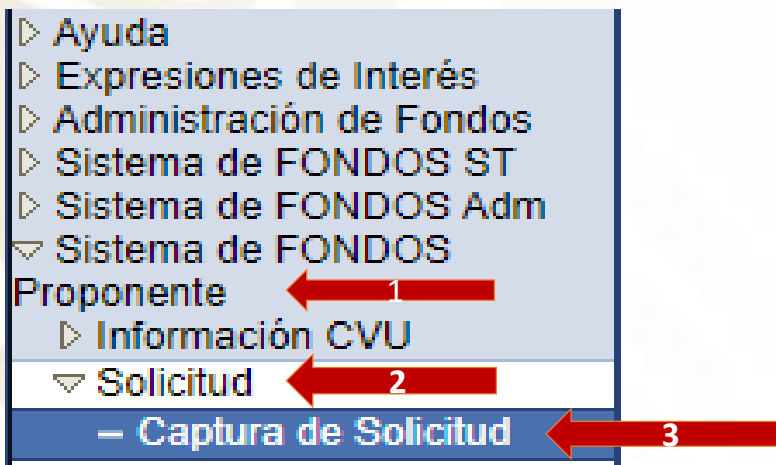 Ayuda
Expresiones de Interés
Administración de Fondos
Sistema de FONDOS ST
Sistema de FONDOS Adm
Sistema de FONDOS
Proponente 1
Información CVU
Solicitud 2
– Captura de Solicitud 3